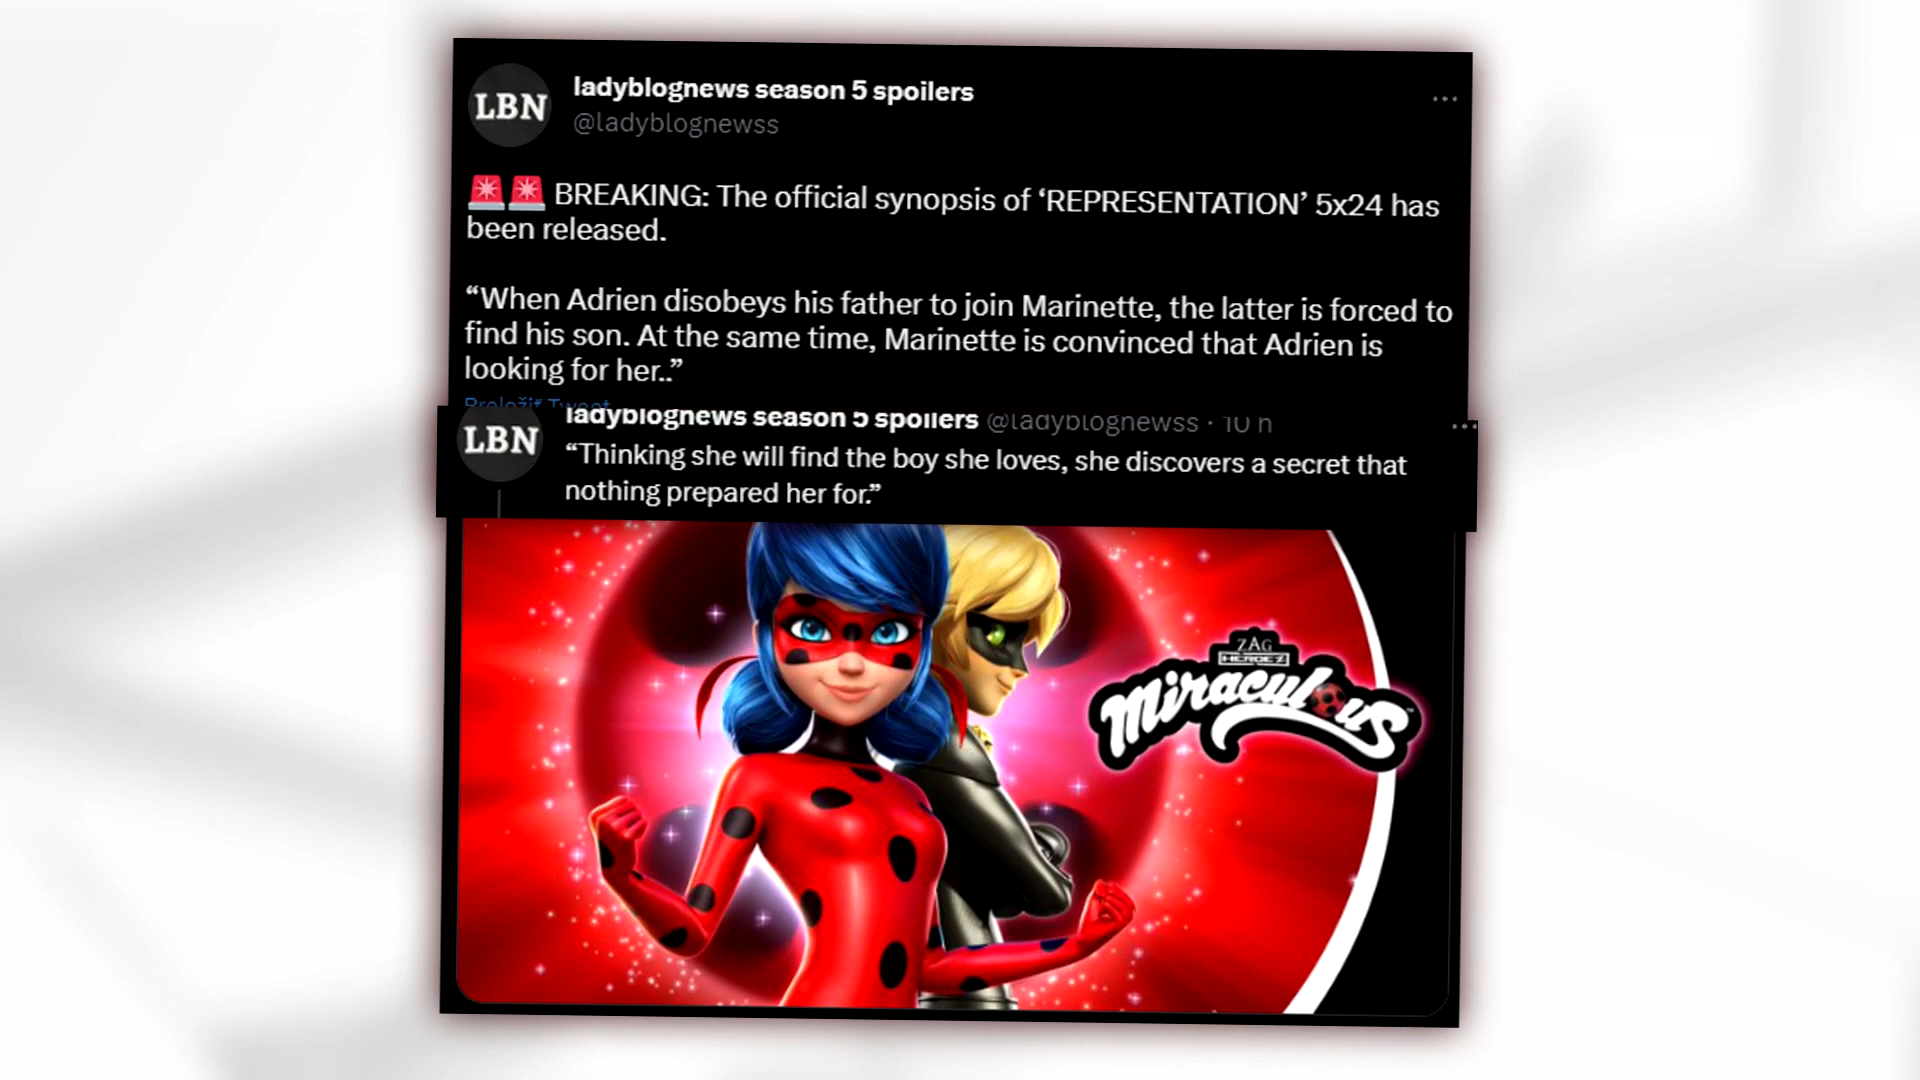 LBN
ladyblognews season 5 spoilers
@ladyblognewss
🚨🚨 BREAKING: The official synopsis of ‘REPRESENTATION’ 5x24 has
been released.
“When Adrien disobeys his father to join Marinette, the latter is forced to
find his son. At the same time, Marinette is convinced that Adrien is
looking for her..”
Preložiť Tweet
LBN
ladyblognews season 5 spoilers @ladyblognewss · 10 h
“Thinking she will find the boy she loves, she discovers a secret that
nothing prepared her for.”
ZAG
HEROEZ
Miraculous